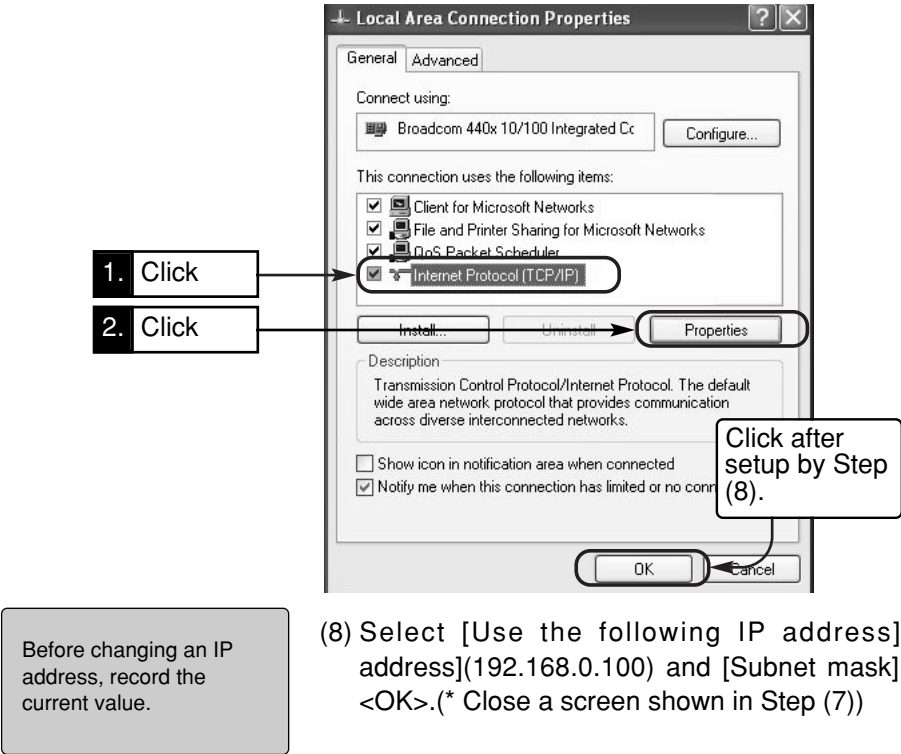 Local Area Connection Properties
General Advanced
Connect using:
Broadcom 440x 10/100 Integrated Cc
Configure...
This connection uses the following items:
Client for Microsoft Networks
File and Printer Sharing for Microsoft Networks
QoS Packet Scheduler
Internet Protocol (TCP/IP)
1. Click
2. Click
Install... Uninstall Properties
Description
Transmission Control Protocol/Internet Protocol. The default
wide area network protocol that provides communication
across diverse interconnected networks.
Show icon in notification area when connected
Notify me when this connection has limited or no conn
Click after
setup by Step
(8).
OK Cancel
Before changing an IP
address, record the
current value.
(8) Select [Use the following IP address]
address](192.168.0.100) and [Subnet mask]
<OK>.(* Close a screen shown in Step (7))